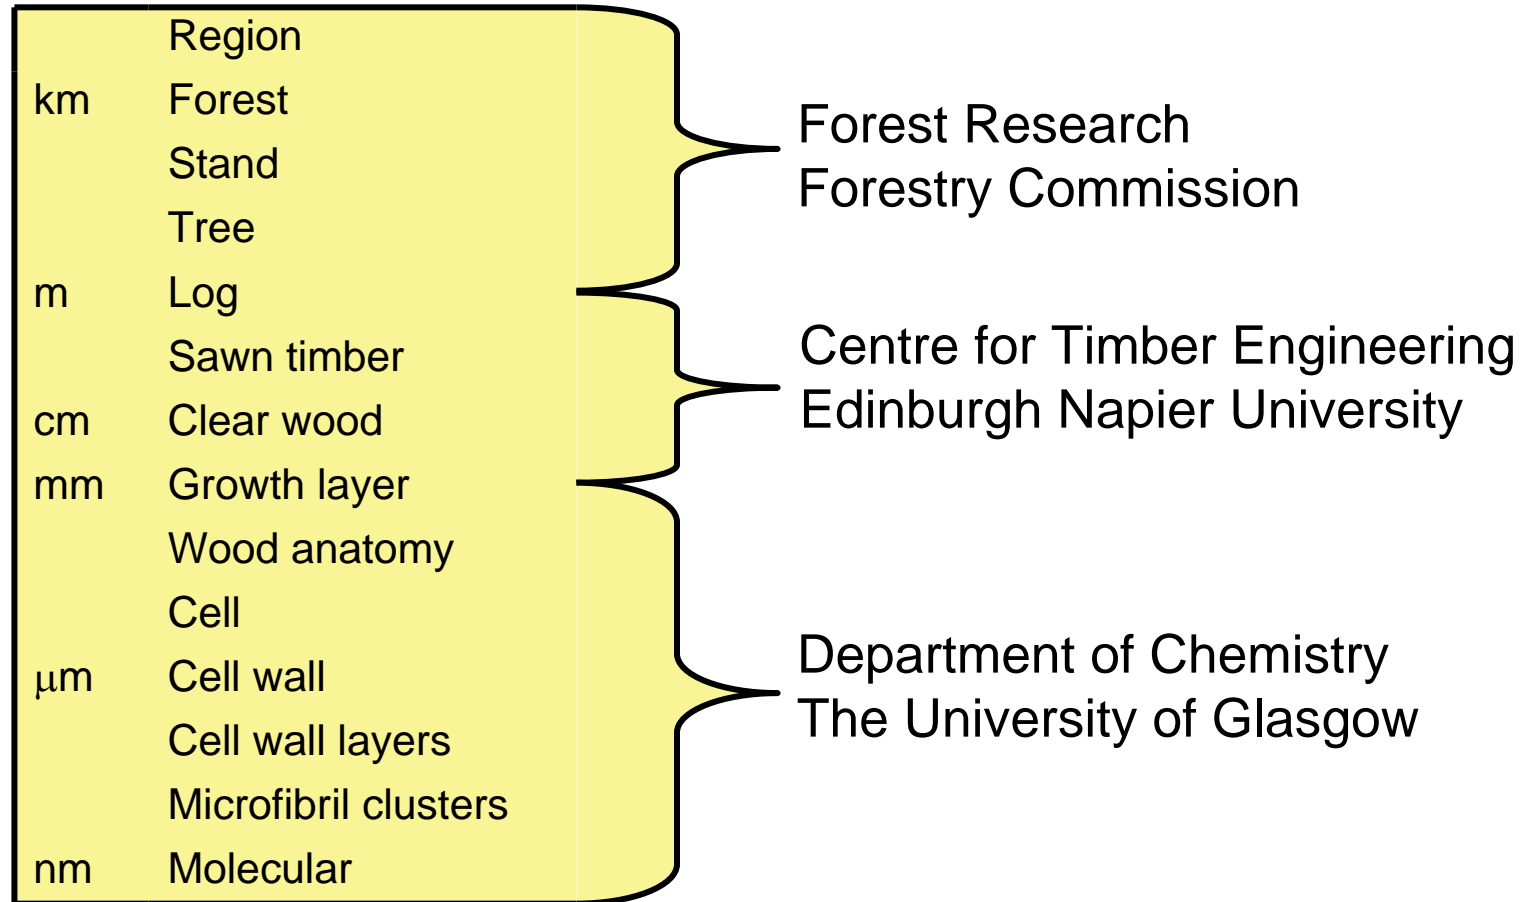 Region
km Forest
Stand
Tree
m Log
Sawn timber
cm Clear wood
mm Growth layer
Wood anatomy
Cell
μm Cell wall
Cell wall layers
Microfibril clusters
nm Molecular
Forest Research
Forestry Commission
Centre for Timber Engineering
Edinburgh Napier University
Department of Chemistry
The University of Glasgow